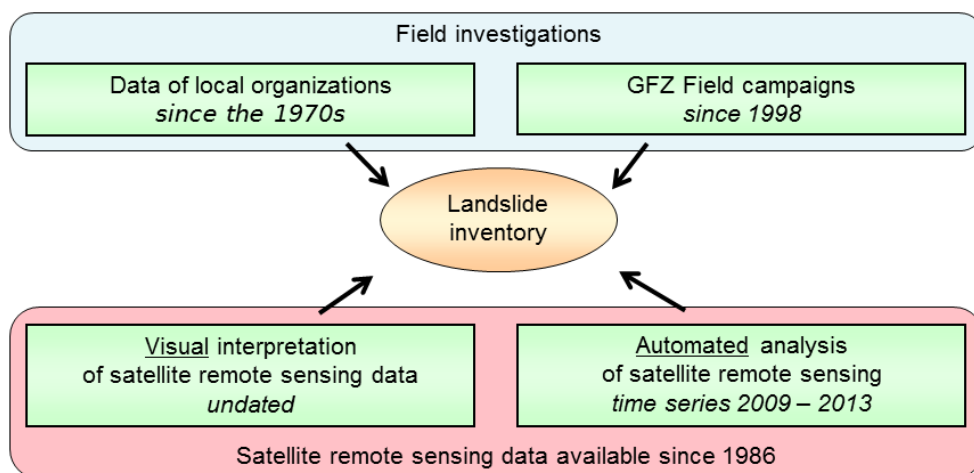 Field investigations
Data of local organizations
since the 1970s
GFZ Field campaigns
since 1998
Landslide
inventory
Visual interpretation
of satellite remote sensing data
undated
Automated analysis
of satellite remote sensing
time series 2009 – 2013
Satellite remote sensing data available since 1986